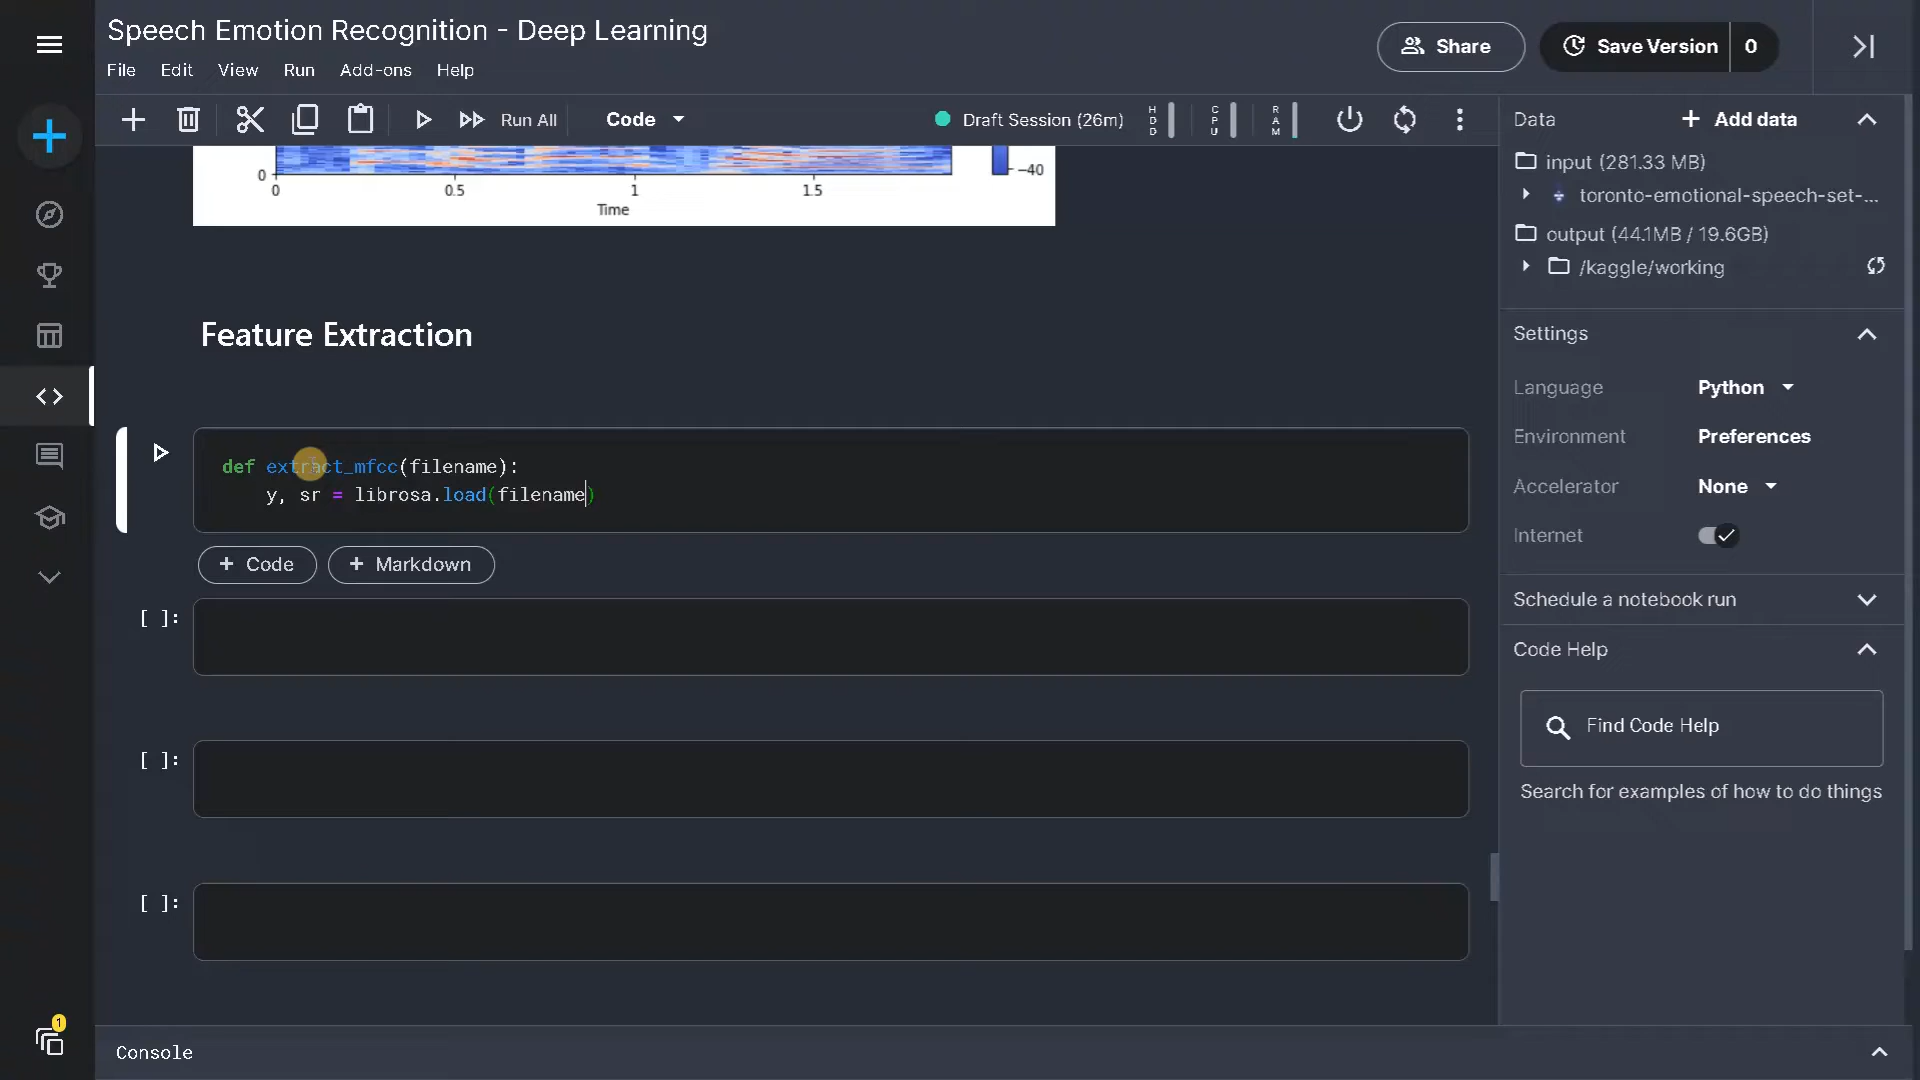 Speech Emotion Recognition - Deep Learning
Share
Save Version
0
File Edit View Run Add-ons Help
Run All
Code
Draft Session (26m)
HDD
CPU
RAM
Data
Add data
input (281.33 MB)
toronto-emotional-speech-set-...
output (44.1MB / 19.6GB)
/kaggle/working
0
-40
0 0.5 1 1.5
Time
Feature Extraction
def extract_mfcc(filename):
y, sr = librosa.load(filename)
+ Code
+ Markdown
[ ]:
[ ]:
[ ]:
Settings
Language Python
Environment Preferences
Accelerator None
Internet
Schedule a notebook run
Code Help
Find Code Help
Search for examples of how to do things
1
Console